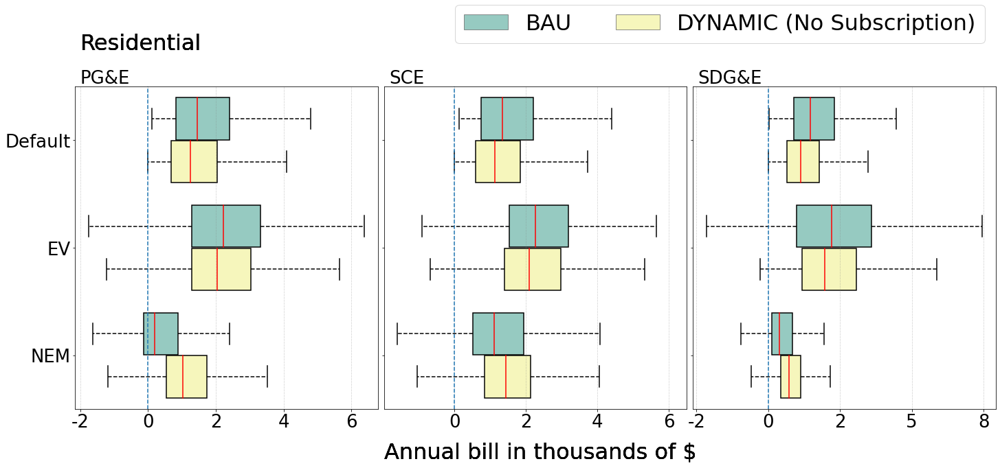 BAU DYNAMIC (No Subscription)
Residential
PG&E SCE SDG&E
Default
EV
NEM
-2 0 2 4 6 0 2 4 6 -2 0 2 5 8
Annual bill in thousands of $